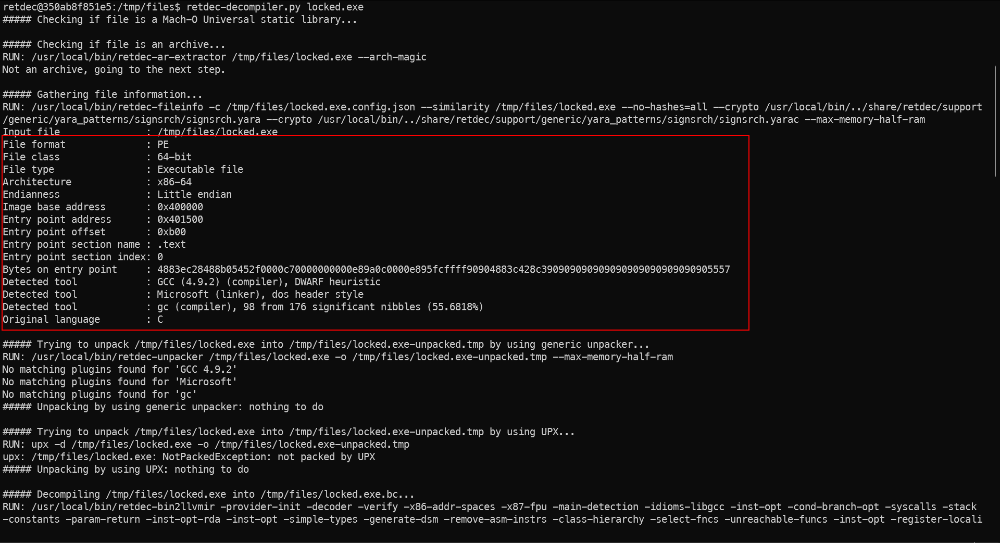 retdec@350ab8f851e5:/tmp/files$ retdec-decompiler.py locked.exe
##### Checking if file is a Mach-O Universal static library...
##### Checking if file is an archive...
RUN: /usr/local/bin/retdec-ar-extractor /tmp/files/locked.exe --arch-magic
Not an archive, going to the next step.
##### Gathering file information...
RUN: /usr/local/bin/retdec-fileinfo -c /tmp/files/locked.exe.config.json --similarity /tmp/files/locked.exe --no-hashes=all --crypto /usr/local/bin/../share/retdec/support
/generic/yara_patterns/signsrch/signsrch.yara --crypto /usr/local/bin/../share/retdec/support/generic/yara_patterns/signsrch/signsrch.yarac --max-memory-half-ram
Input file               : /tmp/files/locked.exe
File format              : PE
File class               : 64-bit
File type                : Executable file
Architecture             : x86-64
Endianness               : Little endian
Image base address       : 0x400000
Entry point address      : 0x401500
Entry point offset       : 0xb00
Entry point section name : .text
Entry point section index: 0
Bytes on entry point     : 4883ec28488b05452f0000c70000000000e89a0c0000e895fcffff90904883c428c39090909090909090909090909090905557
Detected tool            : GCC (4.9.2) (compiler), DWARF heuristic
Detected tool            : Microsoft (linker), dos header style
Detected tool            : gc (compiler), 98 from 176 significant nibbles (55.6818%)
Original language        : C
##### Trying to unpack /tmp/files/locked.exe into /tmp/files/locked.exe-unpacked.tmp by using generic unpacker...
RUN: /usr/local/bin/retdec-unpacker /tmp/files/locked.exe -o /tmp/files/locked.exe-unpacked.tmp --max-memory-half-ram
No matching plugins found for 'GCC 4.9.2'
No matching plugins found for 'Microsoft'
No matching plugins found for 'gc'
##### Unpacking by using generic unpacker: nothing to do
##### Trying to unpack /tmp/files/locked.exe into /tmp/files/locked.exe-unpacked.tmp by using UPX...
RUN: upx -d /tmp/files/locked.exe -o /tmp/files/locked.exe-unpacked.tmp
upx: /tmp/files/locked.exe: NotPackedException: not packed by UPX
##### Unpacking by using UPX: nothing to do
##### Decompiling /tmp/files/locked.exe into /tmp/files/locked.exe.bc...
RUN: /usr/local/bin/retdec-bin2llvmir -provider-init -decoder -verify -x86-addr-spaces -x87-fpu -main-detection -idioms-libgcc -inst-opt -cond-branch-opt -syscalls -stack
-constants -param-return -inst-opt-rda -inst-opt -simple-types -generate-dsm -remove-asm-instrs -class-hierarchy -select-fncs -unreachable-funcs -inst-opt -register-locali